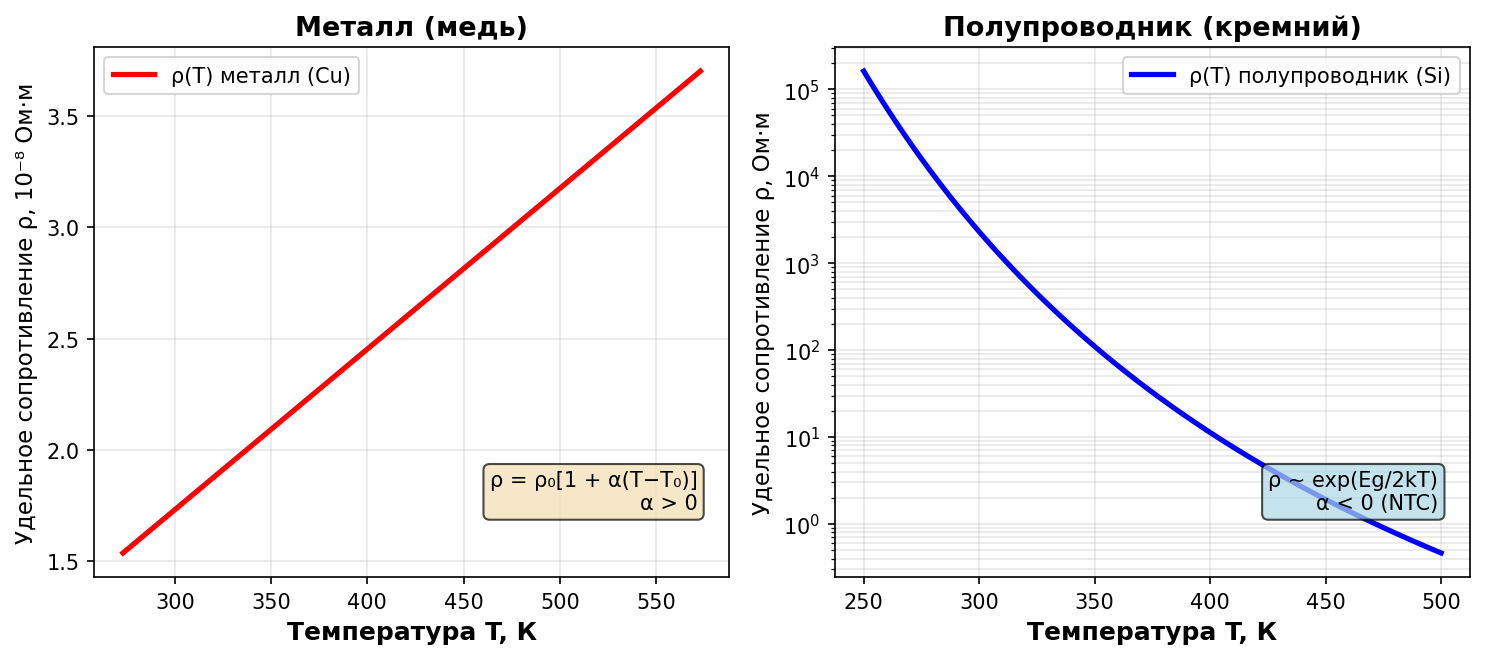 Металл (медь)
ρ(T) металл (Cu)
Удельное сопротивление ρ, 10⁻⁸ Ом·м
3.5
3.0
2.5
2.0
1.5
ρ = ρ₀[1 + α(T−T₀)]
α > 0
300 350 400 450 500 550
Температура T, К
Полупроводник (кремний)
ρ(T) полупроводник (Si)
Удельное сопротивление ρ, Ом·м
10⁵
10⁴
10³
10²
10¹
10⁰
ρ ~ exp(Eg/2kT)
α < 0 (NTC)
250 300 350 400 450 500
Температура T, К